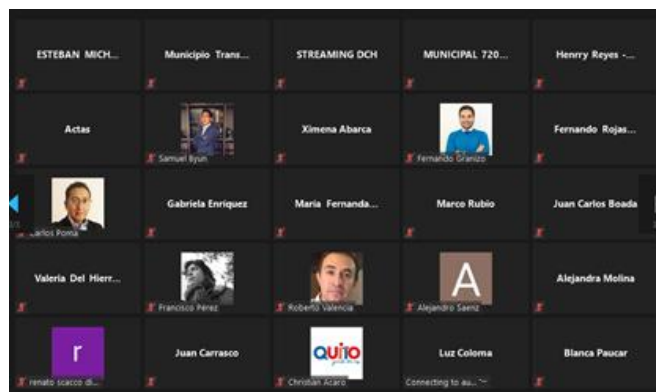 ESTEBAN MICH...
Municipio Trans...
STREAMING DCH
MUNICIPAL 720...
Henrry Reyes -...
Actas
Samuel Byun
Ximena Abarca
Fernando Granizo
Fernando Rojas...
Carlos Poma
Gabriela Enriquez
Maria Fernanda...
Marco Rubio
Juan Carlos Boada
Valeria Del Hierr...
Francisco Pérez
Roberto Valencia
A
Alejandro Saenz
Alejandra Molina
r
renato scacco di...
Juan Carrasco
QUITO
Christian Acaro
Luz Coloma
Connecting to au...
Blanca Paucar